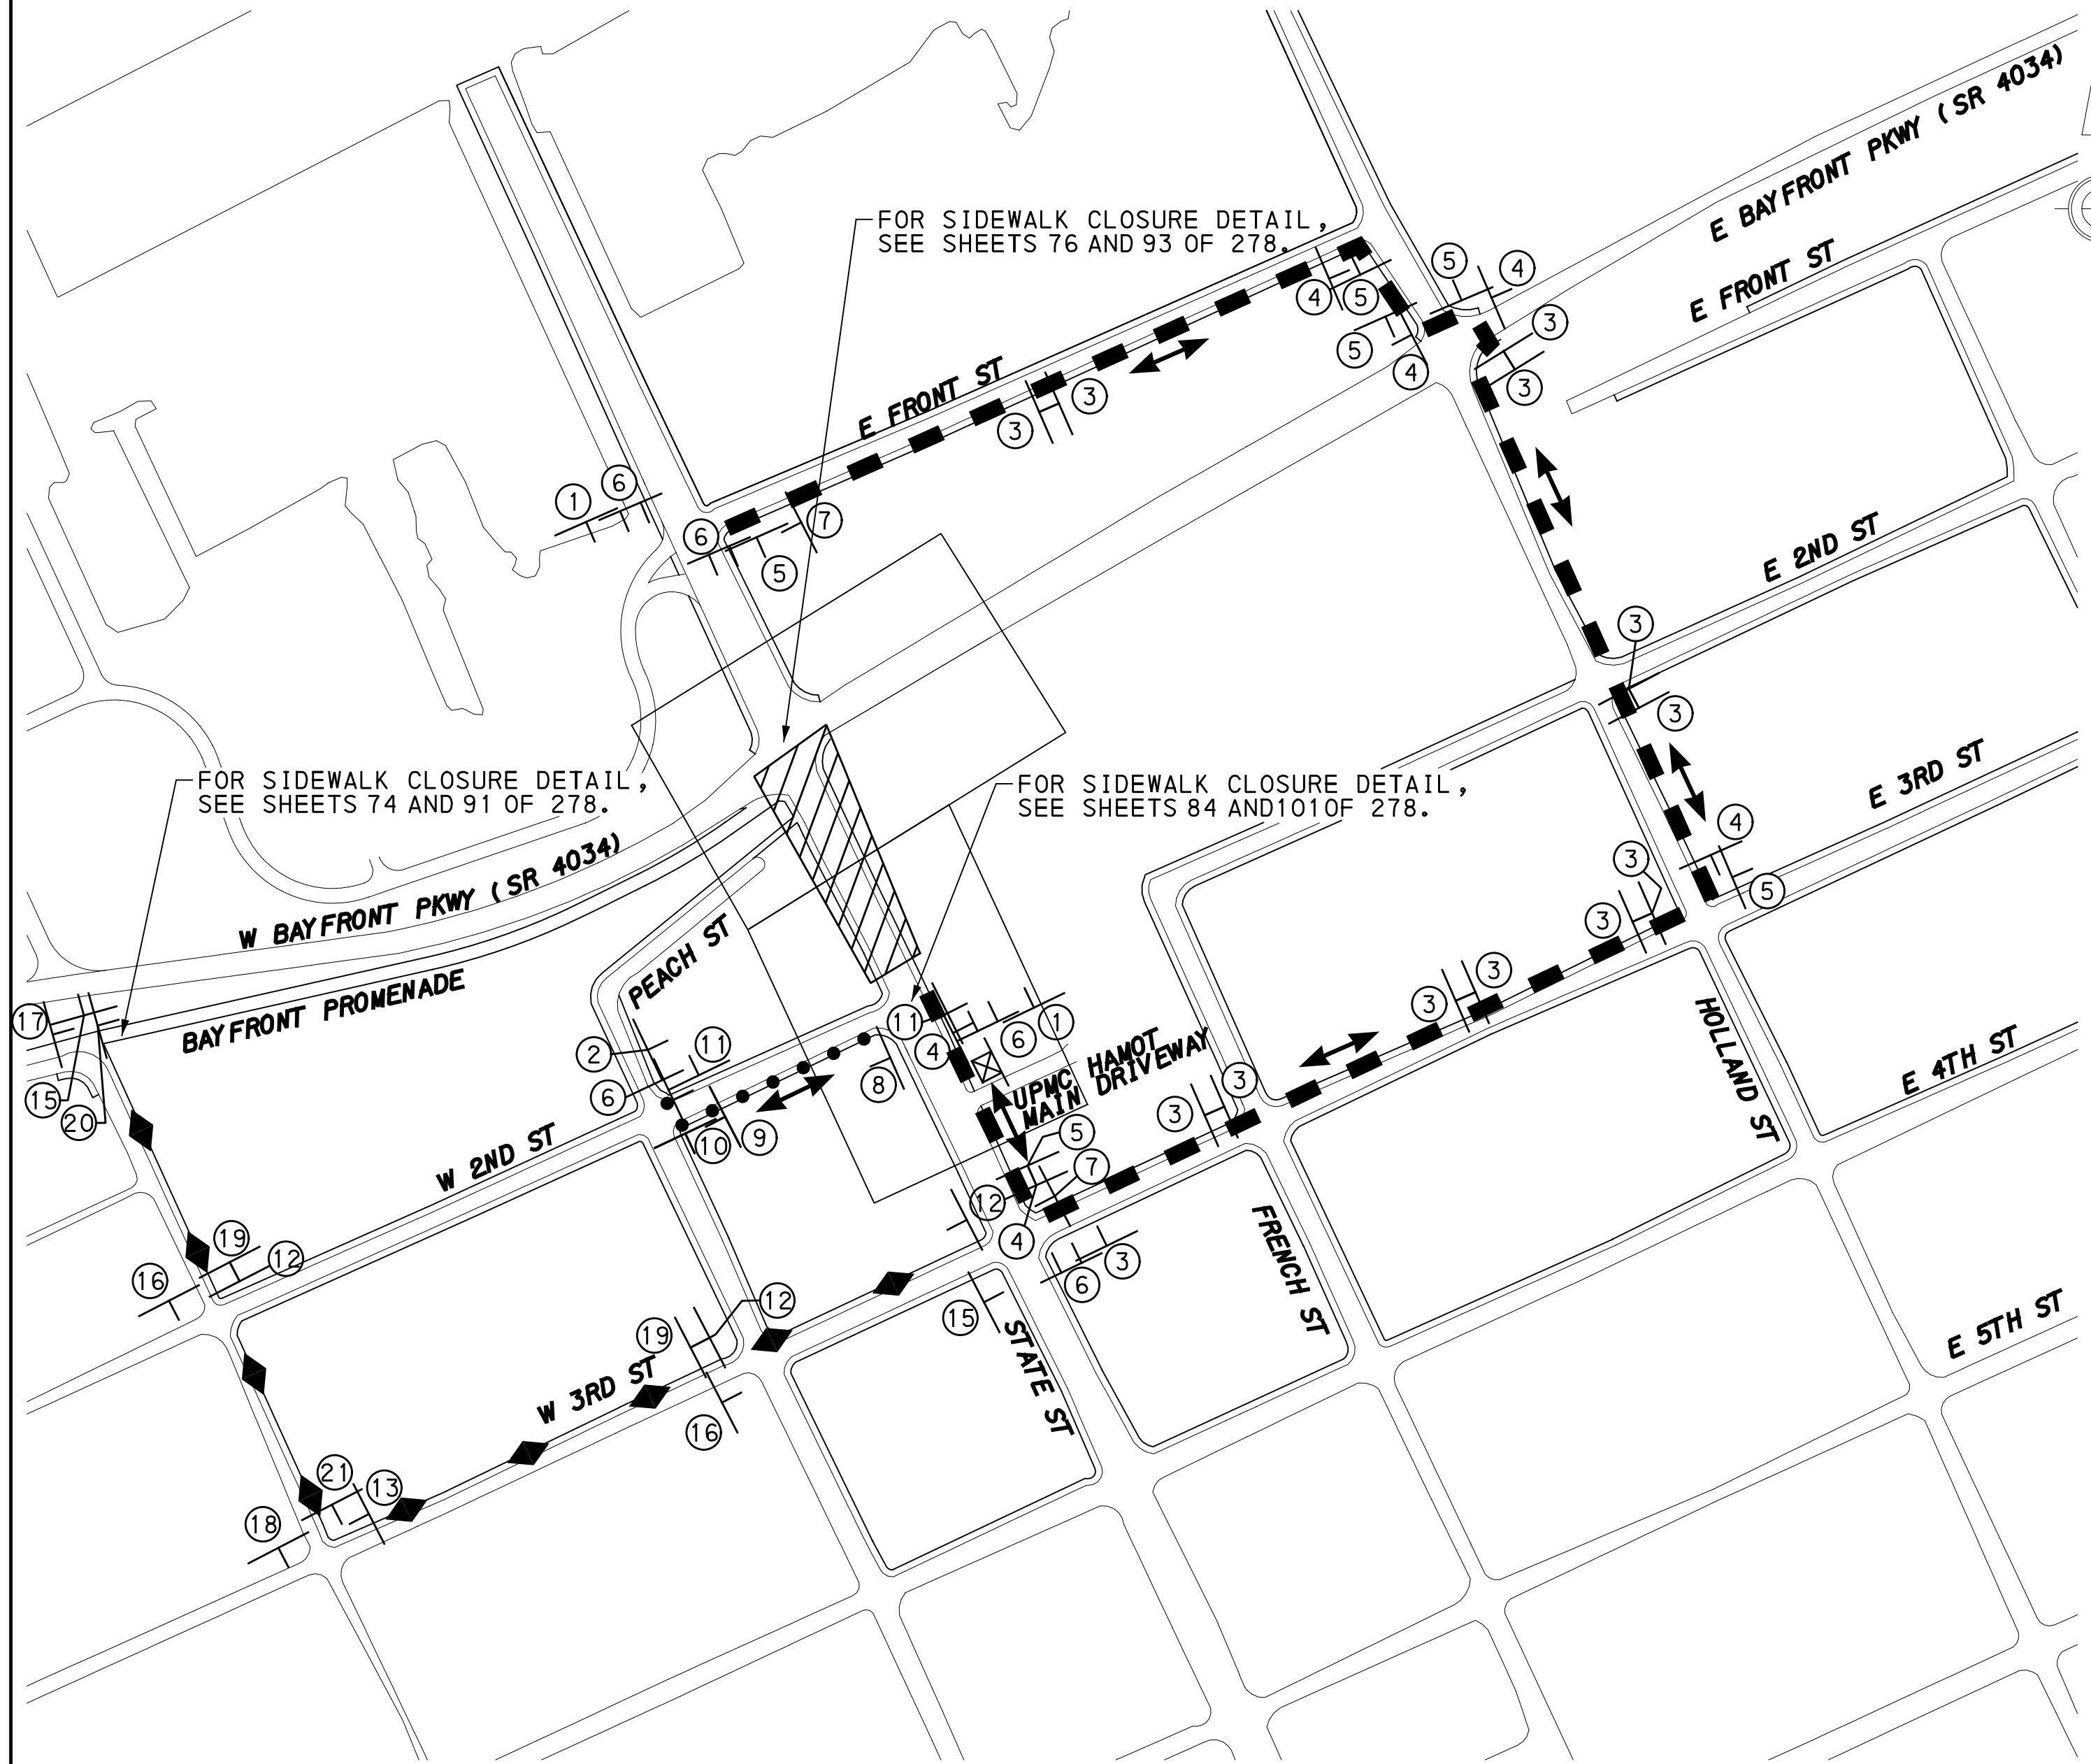 E BAYFRONT PKWY (SR 4034)
FOR SIDEWALK CLOSURE DETAIL,
SEE SHEETS 76 AND 93 OF 278.
E FRONT ST
5
4
4
5
3
5
4
3
E FRONT ST
3
3
1
6
6
7
5
E 2ND ST
3
3
FOR SIDEWALK CLOSURE DETAIL,
SEE SHEETS 74 AND 91 OF 278.
FOR SIDEWALK CLOSURE DETAIL,
SEE SHEETS 84 AND 101 OF 278.
E 3RD ST
4
3
5
3
W BAYFRONT PKWY (SR 4034)
PEACH ST
BAYFRONT PROMENADE
3
3
17
11
6
1
HOLLAND ST
15
20
2
11
4
8
6
UPMC HAMOT
MAIN DRIVEWAY
3
3
E 4TH ST
10
9
5
7
W 2ND ST
12
4
19
12
16
6
3
FRENCH ST
12
19
15
STATE ST
E 5TH ST
W 3RD ST
16
21
13
18